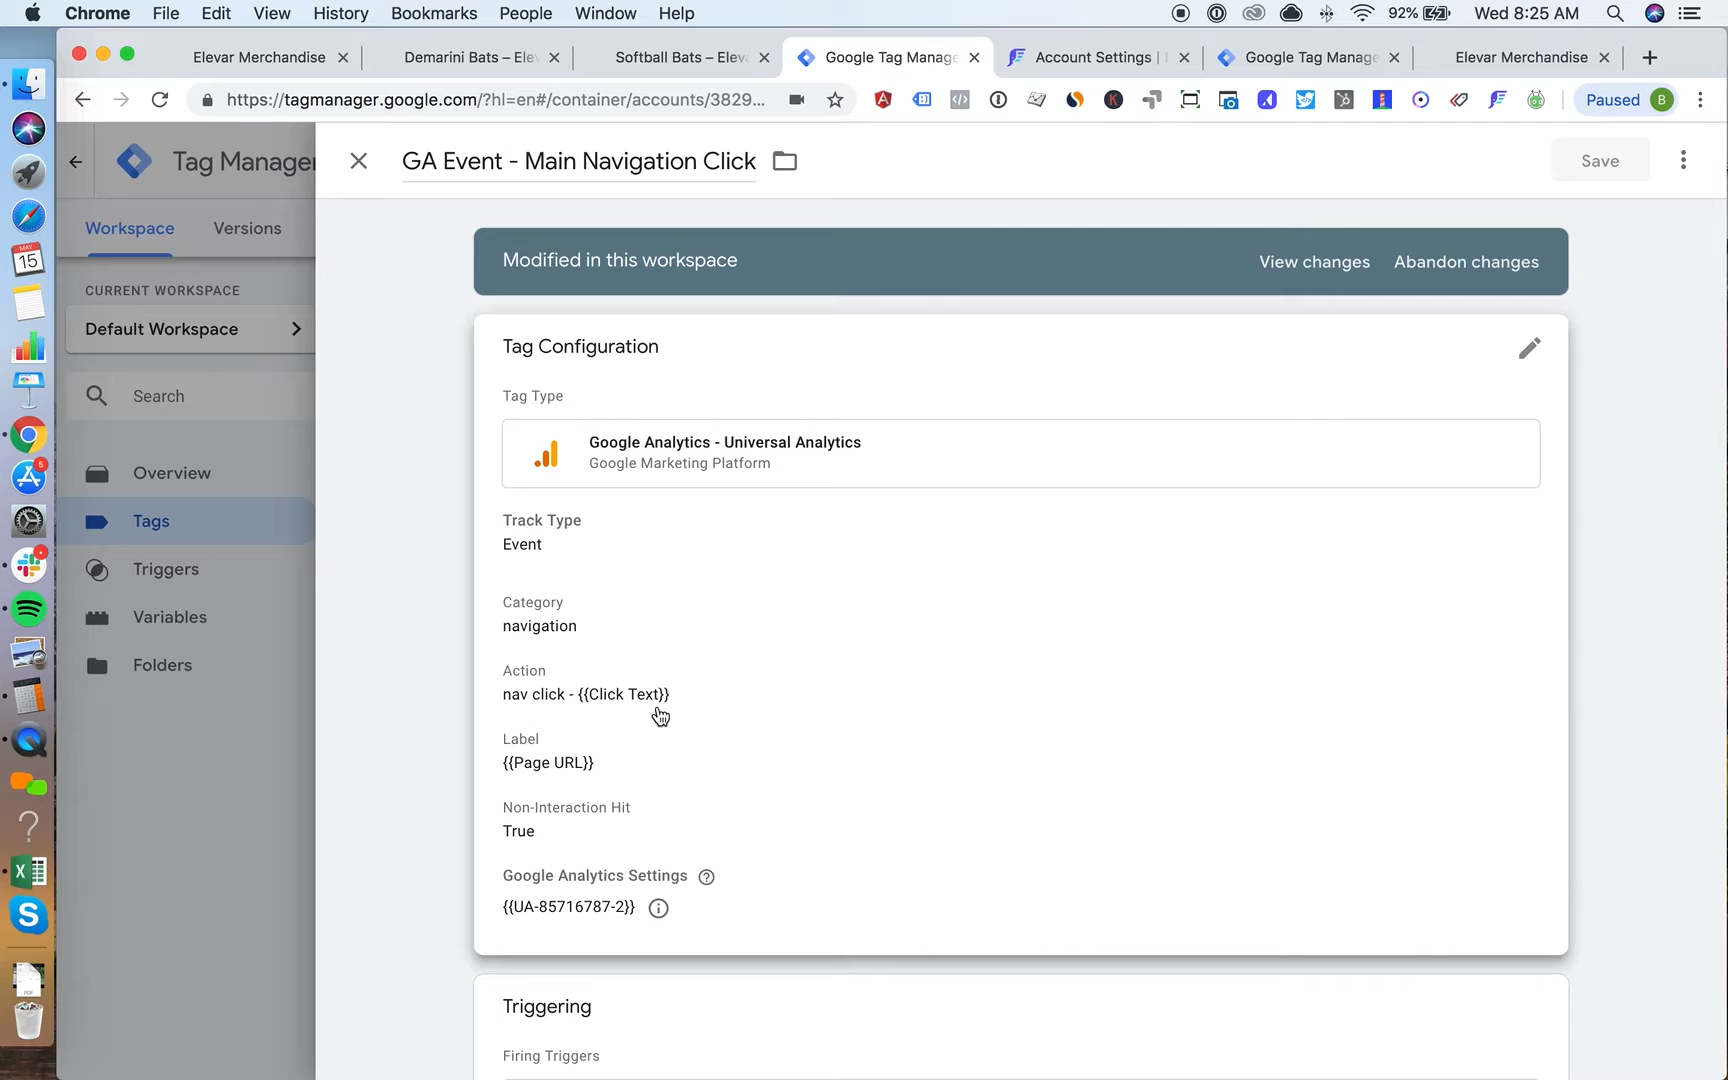 Chrome File Edit View History Bookmarks People Window Help 92% Wed 8:25 AM
Elevar Merchandise Demarini Bats – Elev Softball Bats – Eleva Google Tag Manage Account Settings | Google Tag Manage Elevar Merchandise
https://tagmanager.google.com/?hl=en#/container/accounts/3829... Paused B
Tag Manager
GA Event - Main Navigation Click
Save
Workspace Versions
CURRENT WORKSPACE
Default Workspace
Search
Overview
Tags
Triggers
Variables
Folders
Modified in this workspace
View changes Abandon changes
Tag Configuration
Tag Type
Google Analytics - Universal Analytics
Google Marketing Platform
Track Type
Event
Category
navigation
Action
nav click - {{Click Text}}
Label
{{Page URL}}
Non-Interaction Hit
True
Google Analytics Settings
{{UA-85716787-2}}
Triggering
Firing Triggers
MAY
15
5
PDF